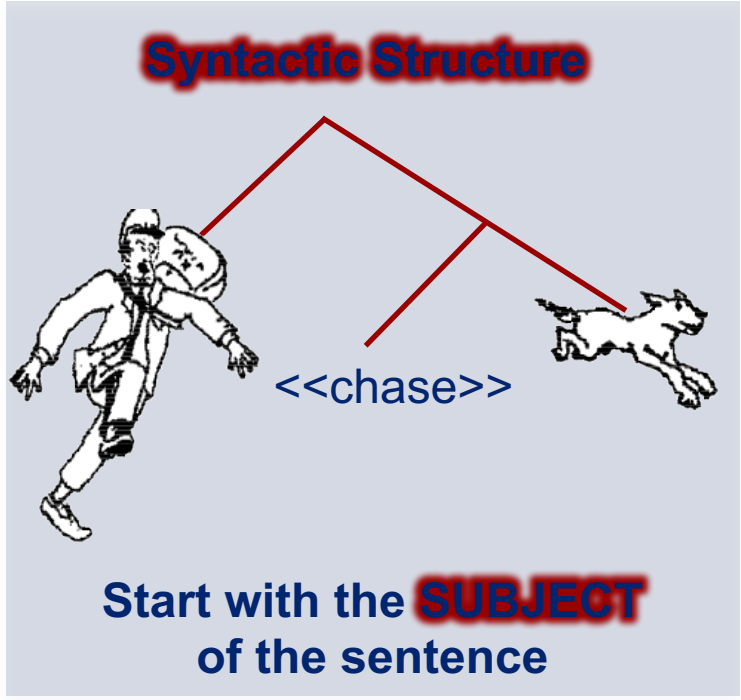 Syntactic Structure
<<chase>>
Start with the SUBJECT
of the sentence